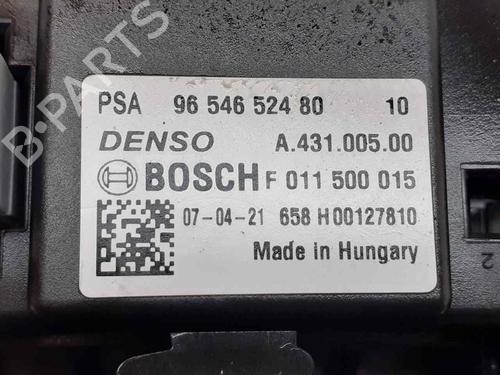 PSA 96 546 524 80 10
DENSO A.431.005.00
BOSCH F 011 500 015
07-04-21 658 H00127810
Made in Hungary
2
B-PARTS